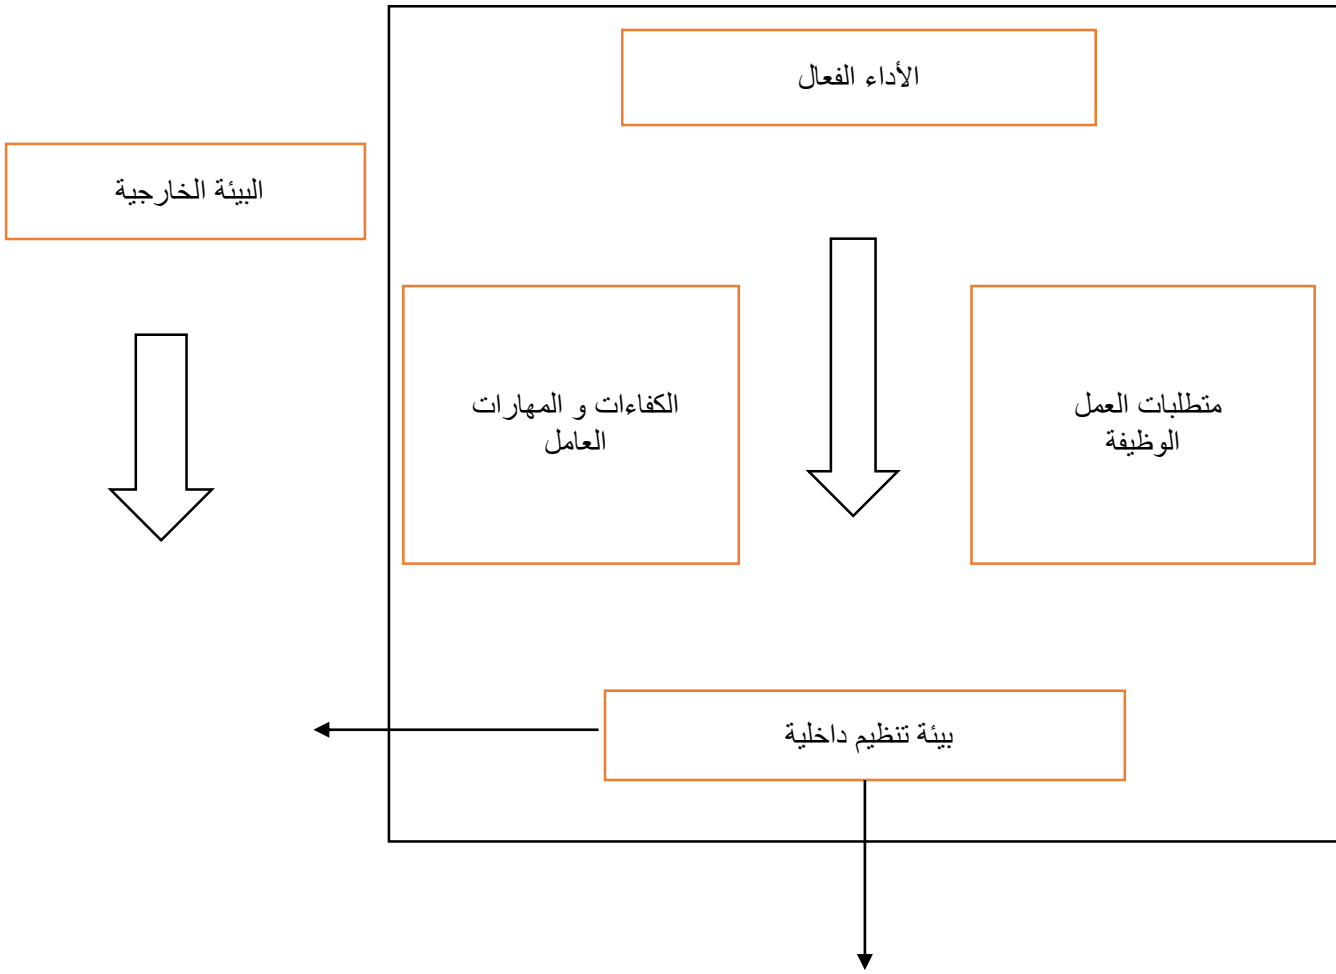 الأداء الفعال
البيئة الخارجية
متطلبات العمل
الوظيفة
الكفاءات و المهارات
العامل
بيئة تنظيم داخلية